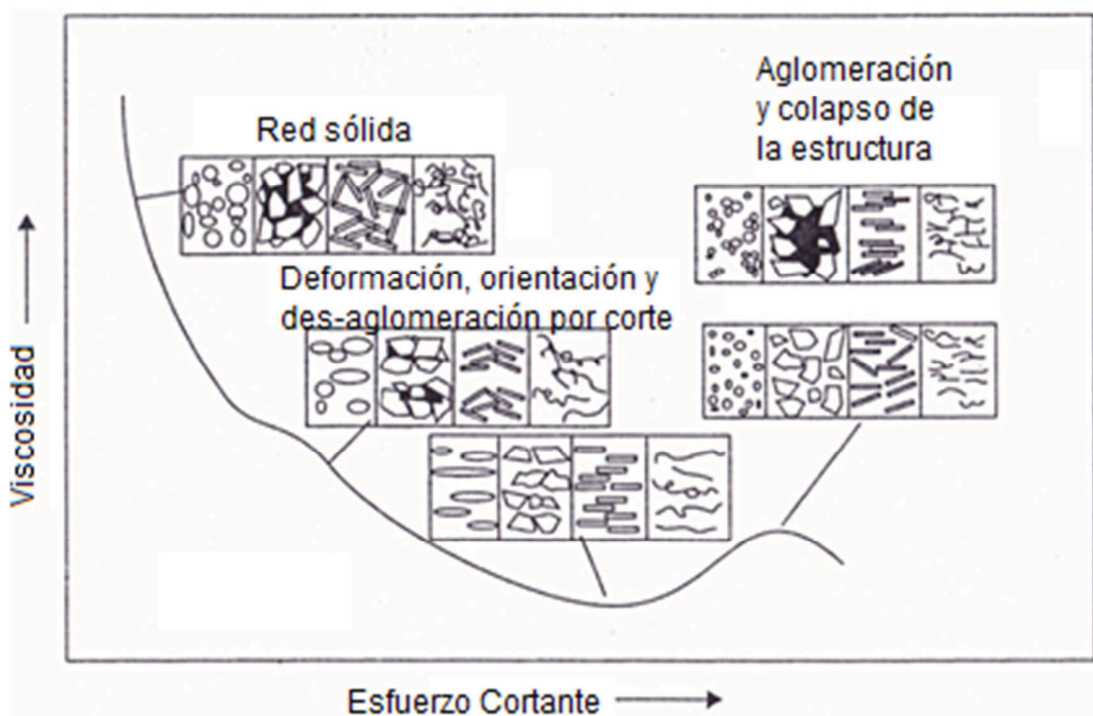 Aglomeración
y colapso de
la estructura
Red sólida
Deformación, orientación y
des-aglomeración por corte
Viscosidad
Esfuerzo Cortante